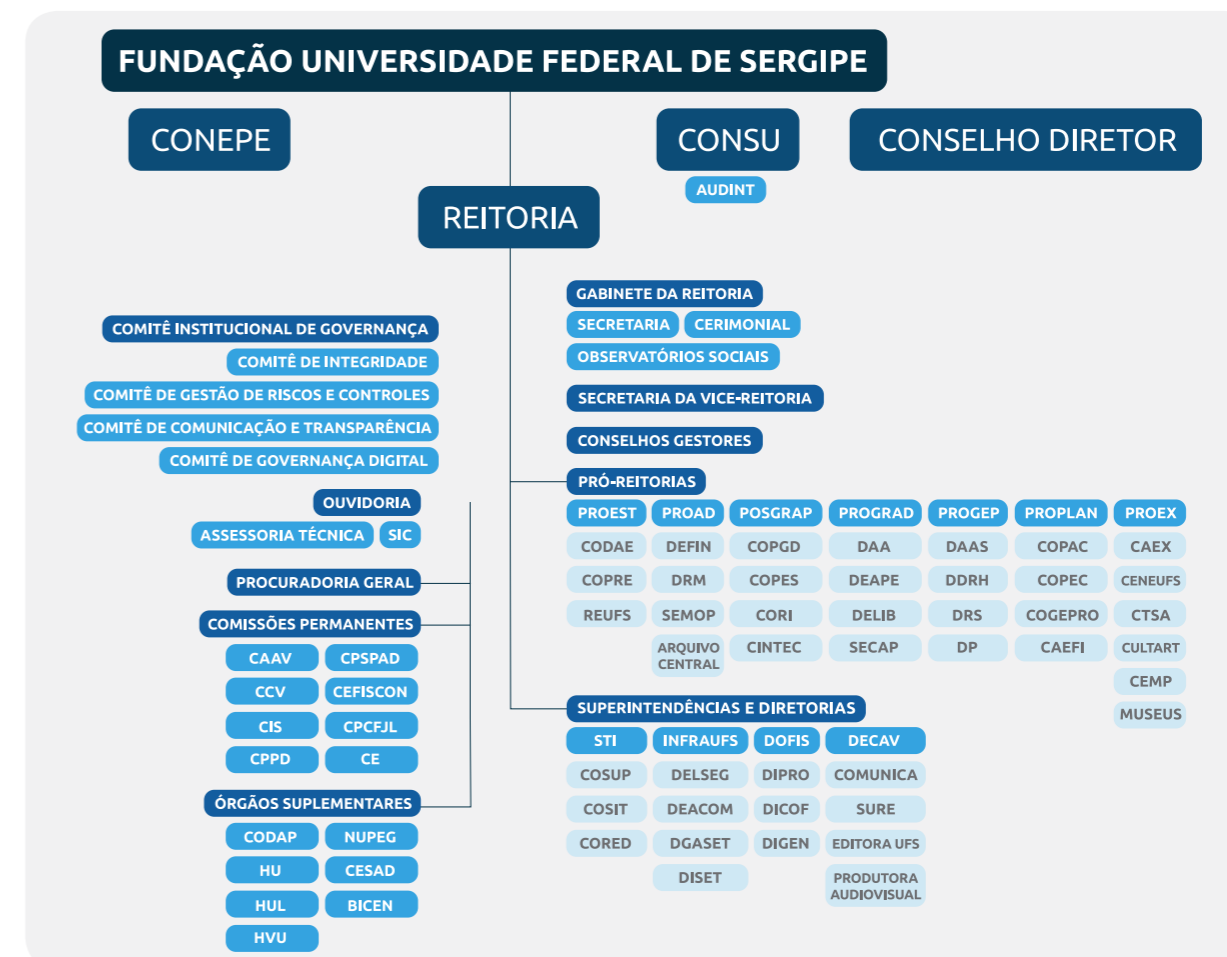 FUNDAÇÃO UNIVERSIDADE FEDERAL DE SERGIPE
CONEPE
CONSU
CONSELHO DIRETOR
AUDINT
REITORIA
COMITÊ INSTITUCIONAL DE GOVERNANÇA
COMITÊ DE INTEGRIDADE
COMITÊ DE GESTÃO DE RISCOS E CONTROLES
COMITÊ DE COMUNICAÇÃO E TRANSPARÊNCIA
COMITÊ DE GOVERNANÇA DIGITAL
OUVIDORIA
ASSESSORIA TÉCNICA SIC
PROCURADORIA GERAL
COMISSÕES PERMANENTES
CAAV CPSPAD
CCV CEFISCON
CIS CPCFJL
CPPD CE
ÓRGÃOS SUPLEMENTARES
CODAP NUPEG
HU CESAD
HUL BICEN
HVU
GABINETE DA REITORIA
SECRETARIA CERIMONIAL
OBSERVATÓRIOS SOCIAIS
SECRETARIA DA VICE-REITORIA
CONSELHOS GESTORES
PRÓ-REITORIAS
PROEST PROAD POSGRAP PROGRAD PROGEP PROPLAN PROEX
CODAE DEFIN COPGD DAA DAAS COPAC CAEX
COPRE DRM COPES DEAPE DDRH COPEC CENEUFS
REUFS SEMOP CORI DELIB DRS COGEPRO CTSA
ARQUIVO
CENTRAL
CINTEC SECAP DP CAEFI CULTART
CEMP
MUSEUS
SUPERINTENDÊNCIAS E DIRETORIAS
STI INFRAUFS DOFIS DECAV
COSUP DELSEG DIPRO COMUNICA
COSIT DEACOM DICOF SURE
CORED DGASET DIGEN EDITORA UFS
DISET
PRODUTORA
AUDIOVISUAL